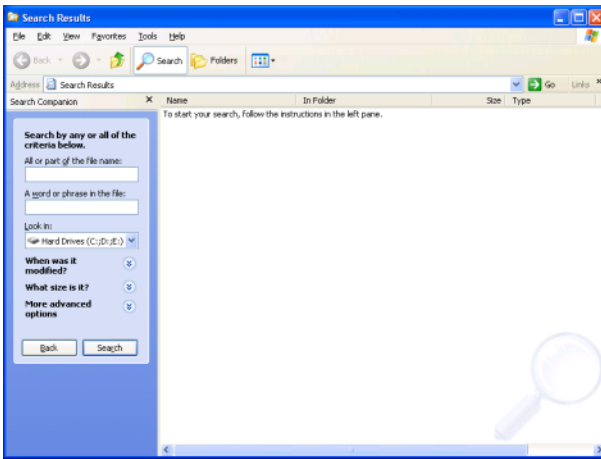 Search Results
File Edit View Favorites Tools Help
Back Search Folders
Address Search Results Go Links
Search Companion Name In Folder Size Type
To start your search, follow the instructions in the left pane.
Search by any or all of the
criteria below.
All or part of the file name:
A word or phrase in the file:
Look in:
Hard Drives (C:;D:;E:)
When was it
modified?
What size is it?
More advanced
options
Back Search